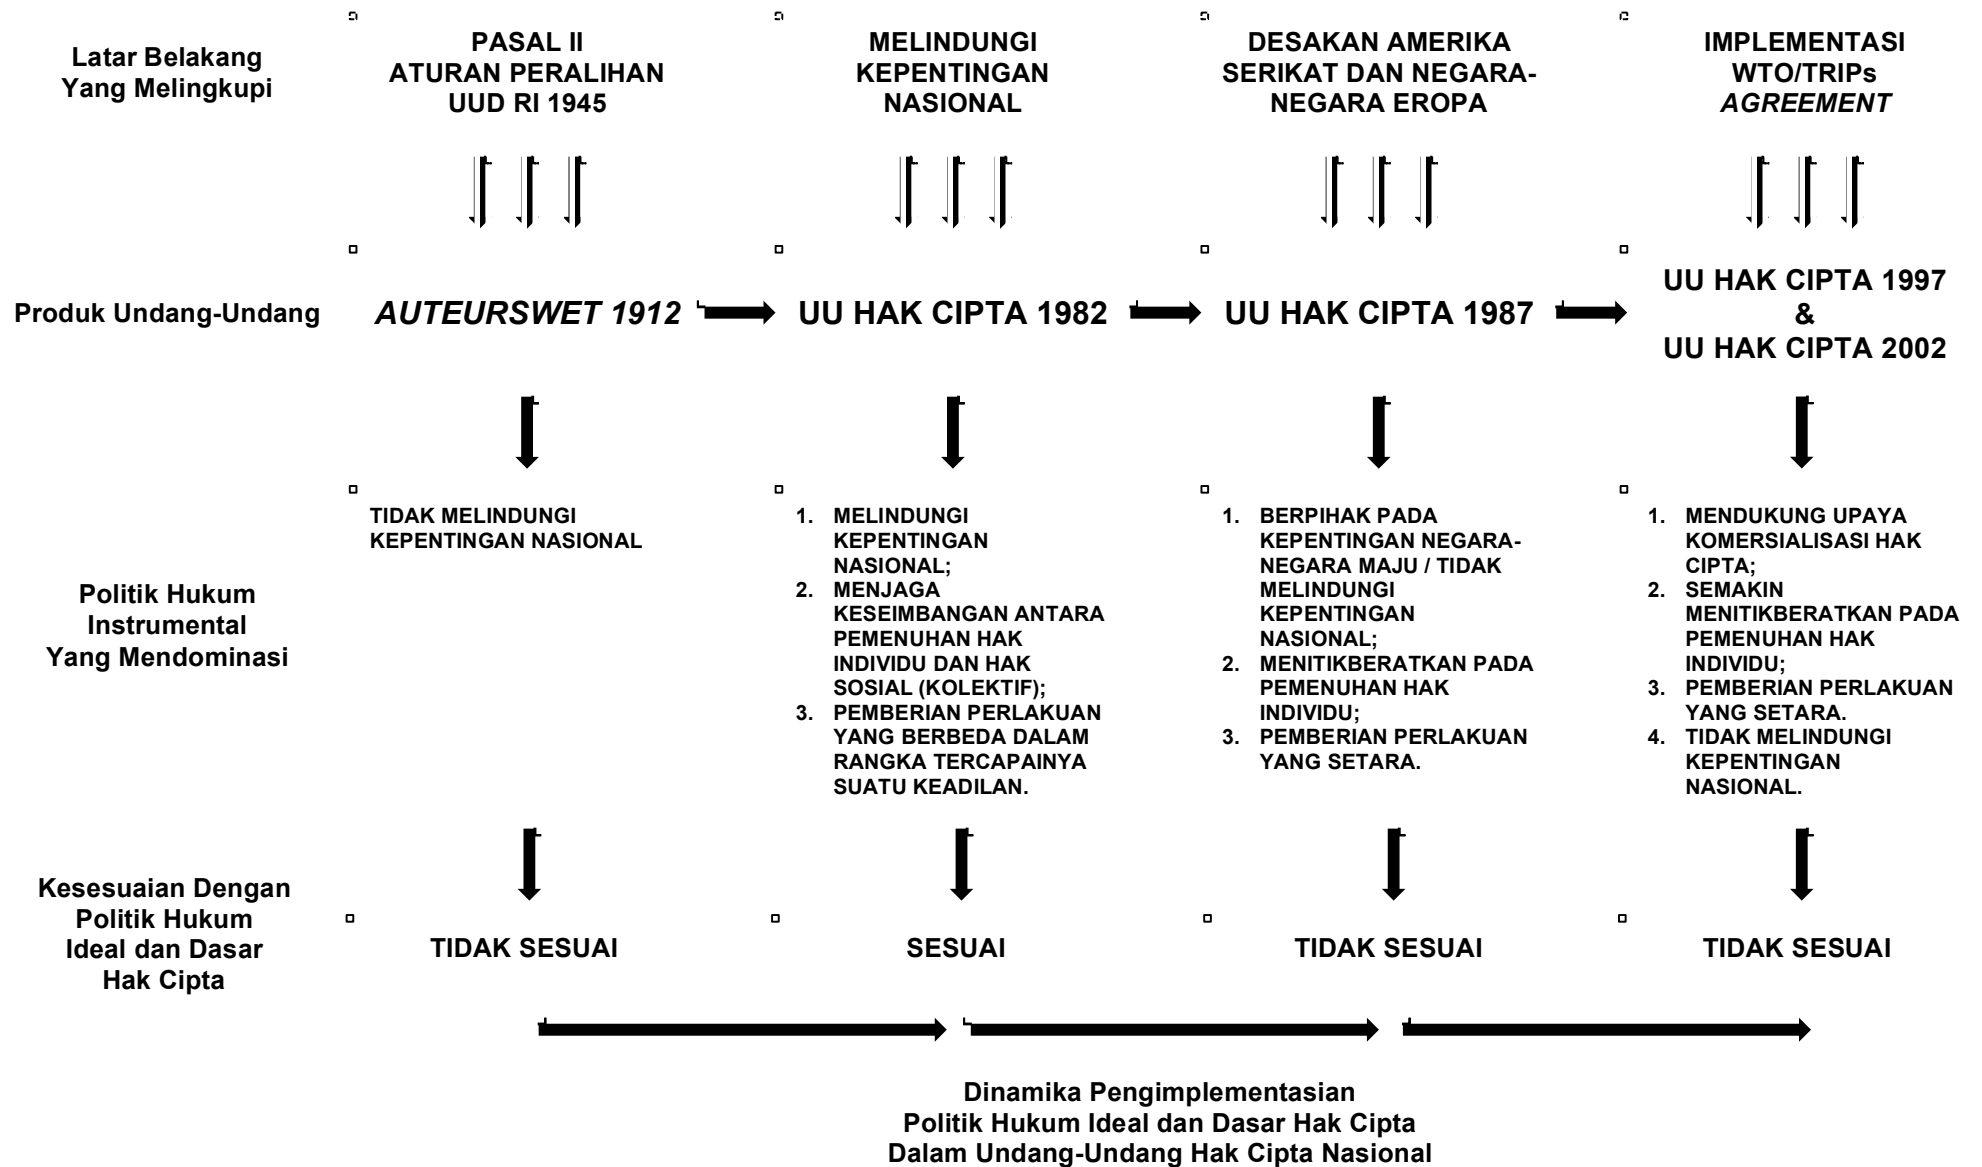 Latar Belakang
Yang Melingkupi
PASAL II
ATURAN PERALIHAN
UUD RI 1945
MELINDUNGI
KEPENTINGAN
NASIONAL
DESAKAN AMERIKA
SERIKAT DAN NEGARA-
NEGARA EROPA
IMPLEMENTASI
WTO/TRIPs
AGREEMENT
Produk Undang-Undang
AUTEURSWET 1912
UU HAK CIPTA 1982
UU HAK CIPTA 1987
UU HAK CIPTA 1997
&
UU HAK CIPTA 2002
Politik Hukum
Instrumental
Yang Mendominasi
TIDAK MELINDUNGI
KEPENTINGAN NASIONAL
1. MELINDUNGI
KEPENTINGAN
NASIONAL;
2. MENJAGA
KESEIMBANGAN ANTARA
PEMENUHAN HAK
INDIVIDU DAN HAK
SOSIAL (KOLEKTIF);
3. PEMBERIAN PERLAKUAN
YANG BERBEDA DALAM
RANGKA TERCAPAINYA
SUATU KEADILAN.
1. BERPIHAK PADA
KEPENTINGAN NEGARA-
NEGARA MAJU / TIDAK
MELINDUNGI
KEPENTINGAN
NASIONAL;
2. MENITIKBERATKAN PADA
PEMENUHAN HAK
INDIVIDU;
3. PEMBERIAN PERLAKUAN
YANG SETARA.
1. MENDUKUNG UPAYA
KOMERSIALISASI HAK
CIPTA;
2. SEMAKIN
MENITIKBERATKAN PADA
PEMENUHAN HAK
INDIVIDU;
3. PEMBERIAN PERLAKUAN
YANG SETARA.
4. TIDAK MELINDUNGI
KEPENTINGAN
NASIONAL.
Kesesuaian Dengan
Politik Hukum
Ideal dan Dasar
Hak Cipta
TIDAK SESUAI
SESUAI
TIDAK SESUAI
TIDAK SESUAI
Dinamika Pengimplementasian
Politik Hukum Ideal dan Dasar Hak Cipta
Dalam Undang-Undang Hak Cipta Nasional